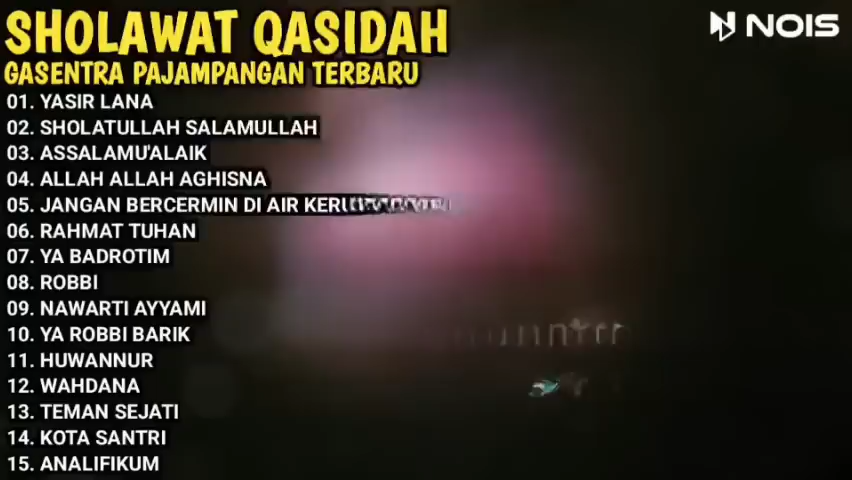 SHOLAWAT QASIDAH
GASENTRA PAJAMPANGAN TERBARU
NOIS
01. YASIR LANA
02. SHOLATULLAH SALAMULLAH
03. ASSALAMU'ALAIK
04. ALLAH ALLAH AGHISNA
05. JANGAN BERCERMIN DI AIR
06. RAHMAT TUHAN
07. YA BADROTIM
08. ROBBI
09. NAWARTI AYYAMI
10. YA ROBBI BARIK
11. HUWANNUR
12. WAHDANA
13. TEMAN SEJATI
14. KOTA SANTRI
15. ANALIFIKUM